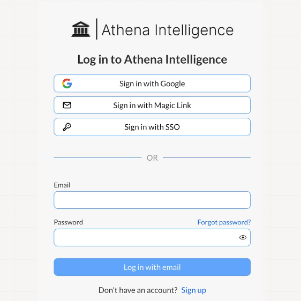 Athena Intelligence
Log in to Athena Intelligence
Sign in with Google
Sign in with Magic Link
Sign in with SSO
OR
Email
Password Forgot password?
Log in with email
Don't have an account? Sign up